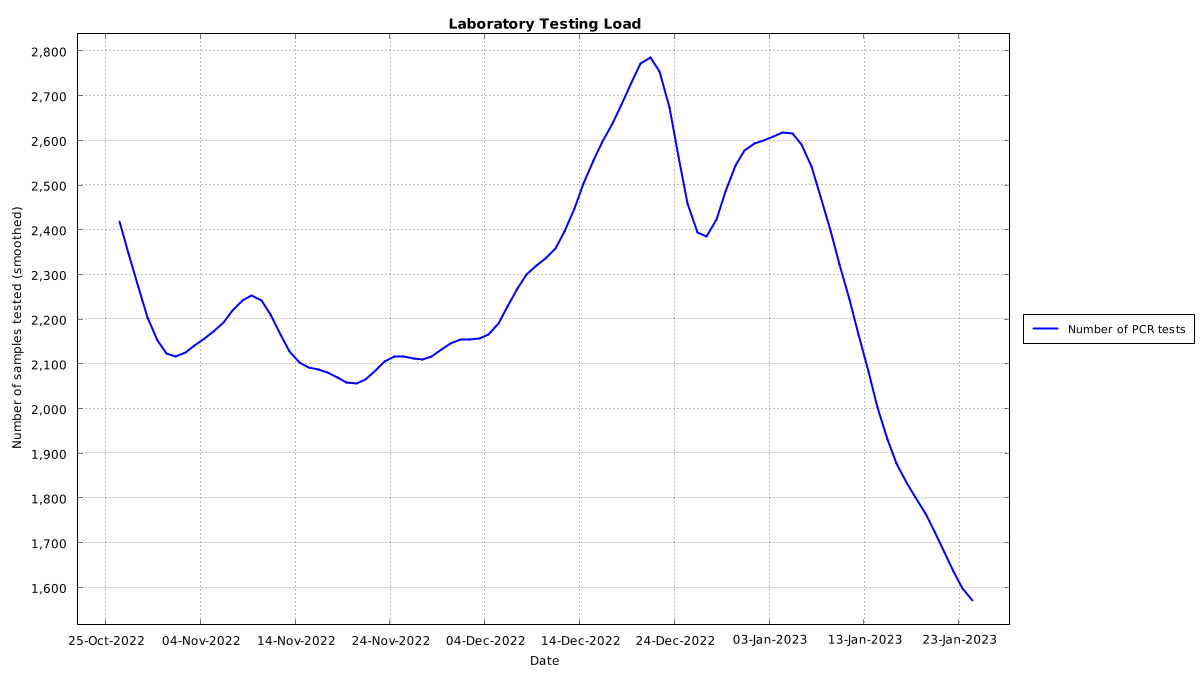 Laboratory Testing Load
Number of samples tested (smoothed)
2,800
2,700
2,600
2,500
2,400
2,300
2,200
2,100
2,000
1,900
1,800
1,700
1,600
25-Oct-2022 04-Nov-2022 14-Nov-2022 24-Nov-2022 04-Dec-2022 14-Dec-2022 24-Dec-2022 03-Jan-2023 13-Jan-2023 23-Jan-2023
Date
Number of PCR tests